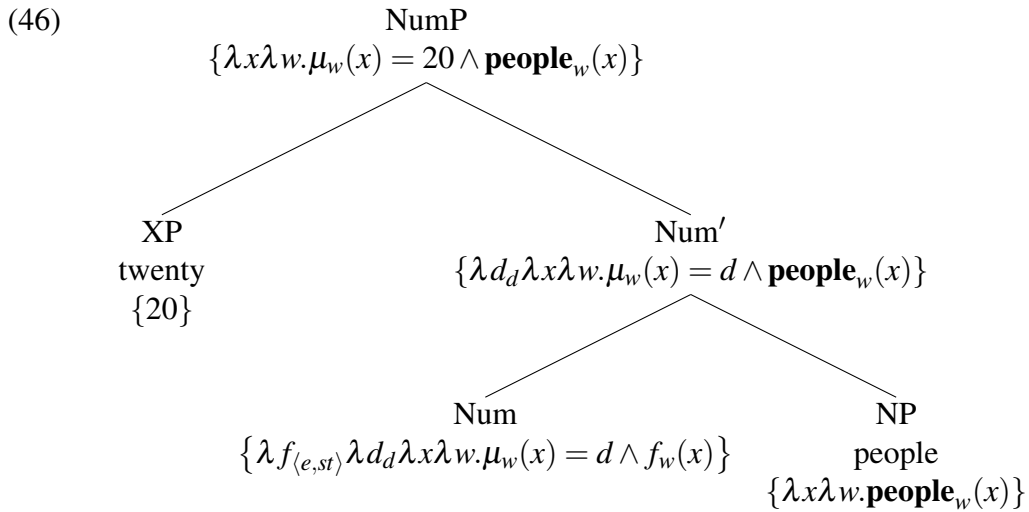 (46)
NumP
{λxλw.μ_w(x) = 20 ∧ people_w(x)}
XP
twenty
{20}
Num′
{λd_dλxλw.μ_w(x) = d ∧ people_w(x)}
Num
{λf_⟨e,st⟩λd_dλxλw.μ_w(x) = d ∧ f_w(x)}
NP
people
{λxλw.people_w(x)}